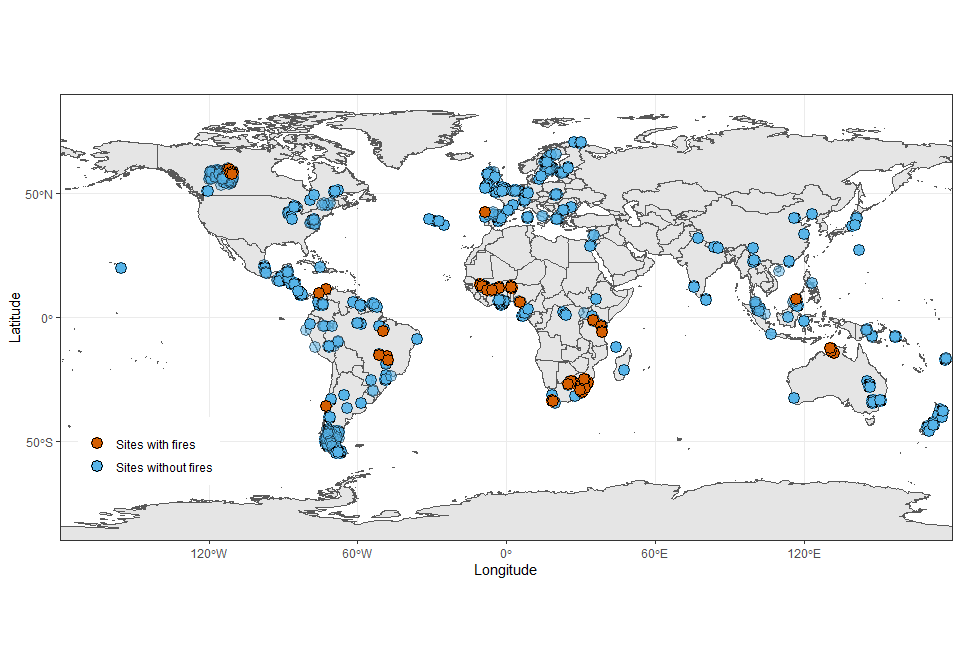 50°N
0°
50°S
Latitude
Sites with fires
Sites without fires
120°W
60°W
0°
60°E
120°E
Longitude